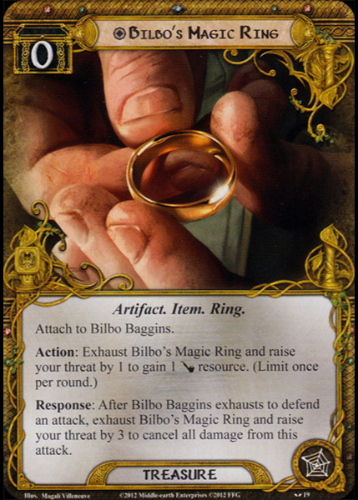 0
Bilbo's Magic Ring
Artifact. Item. Ring.
Attach to Bilbo Baggins.
Action: Exhaust Bilbo's Magic Ring and raise
your threat by 1 to gain 1 resource. (Limit once
per round.)
Response: After Bilbo Baggins exhausts to defend
an attack, exhaust Bilbo's Magic Ring and raise
your threat by 3 to cancel all damage from this
attack.
TREASURE
Illus. Magali Villeneuve ©2012 Middle-earth Enterprises ©2012 FFG 19